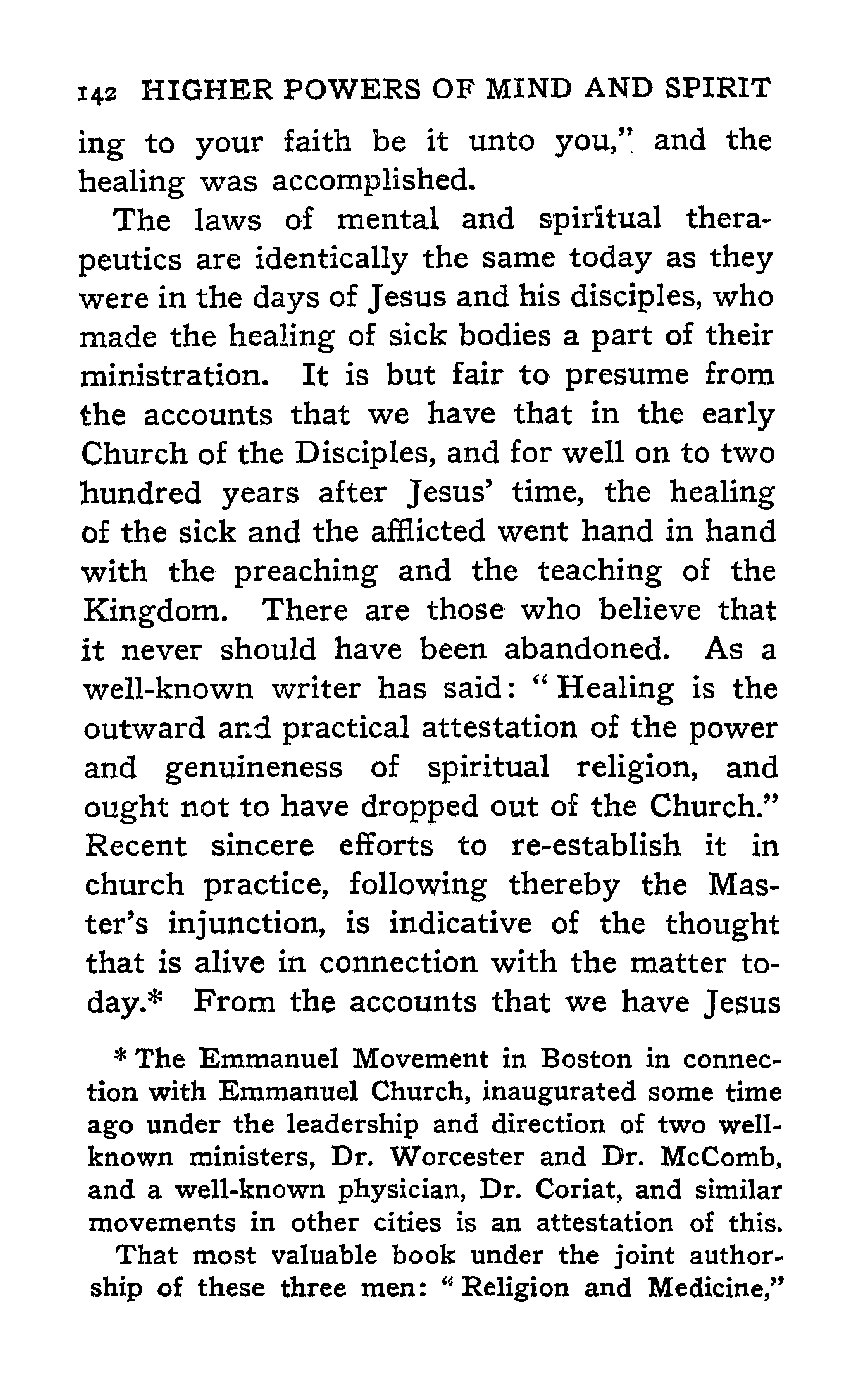 142 HIGHER POWERS OF MIND AND SPIRIT
ing to your faith be it unto you," and the
healing was accomplished.
The laws of mental and spiritual thera-
peutics are identically the same today as they
were in the days of Jesus and his disciples, who
made the healing of sick bodies a part of their
ministration. It is but fair to presume from
the accounts that we have that in the early
Church of the Disciples, and for well on to two
hundred years after Jesus' time, the healing
of the sick and the afflicted went hand in hand
with the preaching and the teaching of the
Kingdom. There are those who believe that
it never should have been abandoned. As a
well-known writer has said: "Healing is the
outward and practical attestation of the power
and genuineness of spiritual religion, and
ought not to have dropped out of the Church."
Recent sincere efforts to re-establish it in
church practice, following thereby the Mas-
ter's injunction, is indicative of the thought
that is alive in connection with the matter to-
day.* From the accounts that we have Jesus
* The Emmanuel Movement in Boston in connec-
tion with Emmanuel Church, inaugurated some time
ago under the leadership and direction of two well-
known ministers, Dr. Worcester and Dr. McComb,
and a well-known physician, Dr. Coriat, and similar
movements in other cities is an attestation of this.
That most valuable book under the joint author-
ship of these three men: "Religion and Medicine,"